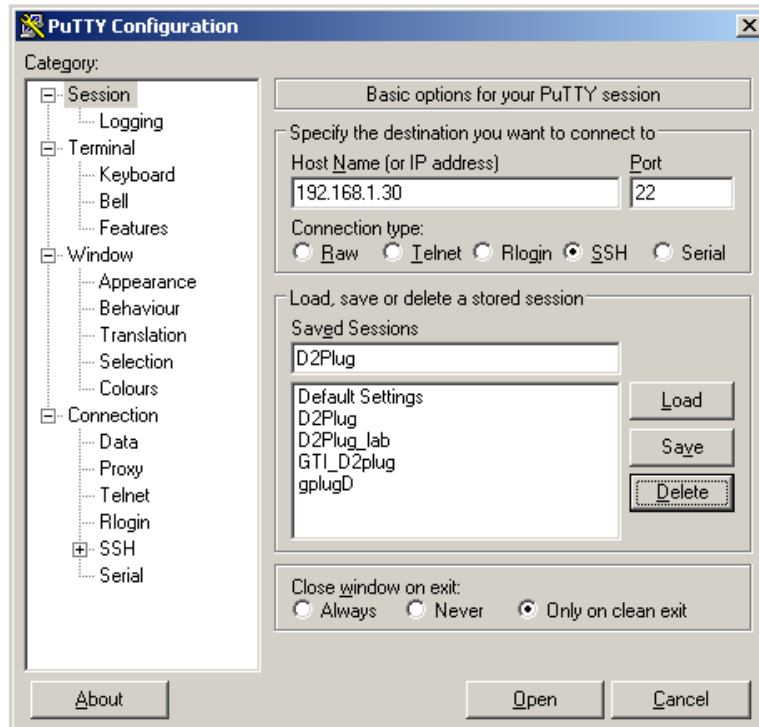 PuTTY Configuration
Category:
Session
Logging
Terminal
Keyboard
Bell
Features
Window
Appearance
Behaviour
Translation
Selection
Colours
Connection
Data
Proxy
Telnet
Rlogin
SSH
Serial
Basic options for your PuTTY session
Specify the destination you want to connect to
Host Name (or IP address) Port
192.168.1.30 22
Connection type:
Raw Telnet Rlogin SSH Serial
Load, save or delete a stored session
Saved Sessions
D2Plug
Default Settings
D2Plug
D2Plug_lab
GTI_D2plug
gplugD
Load
Save
Delete
Close window on exit:
Always Never Only on clean exit
About Open Cancel